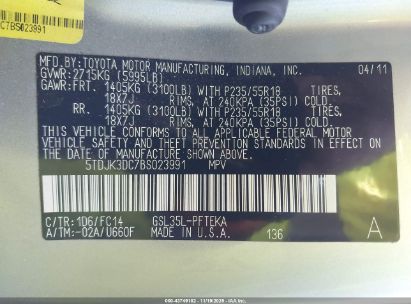 C7BS023991
MFD.BY: TOYOTA MOTOR MANUFACTURING, INDIANA, INC. 04/11
GVWR: 2715KG (5995LB)
GAWR: FRT. 1405KG (3100LB) WITH P235/55R18
18X7J RIMS, AT 240KPA (35PSI) COLD.
RR. 1405KG (3100LB) WITH P235/55R18
18X7J RIMS, AT 240KPA (35PSI) COLD.
THIS VEHICLE CONFORMS TO ALL APPLICABLE FEDERAL MOTOR
VEHICLE SAFETY AND THEFT PREVENTION STANDARDS IN
EFFECT ON THE DATE OF MANUFACTURE SHOWN ABOVE.
5TDJK3DC7BS023991 MPV
C/TR: 1D6/FC14 GSL35L-PFTEKA
A/TM: -02A/U660F MADE IN U.S.A. 136 A